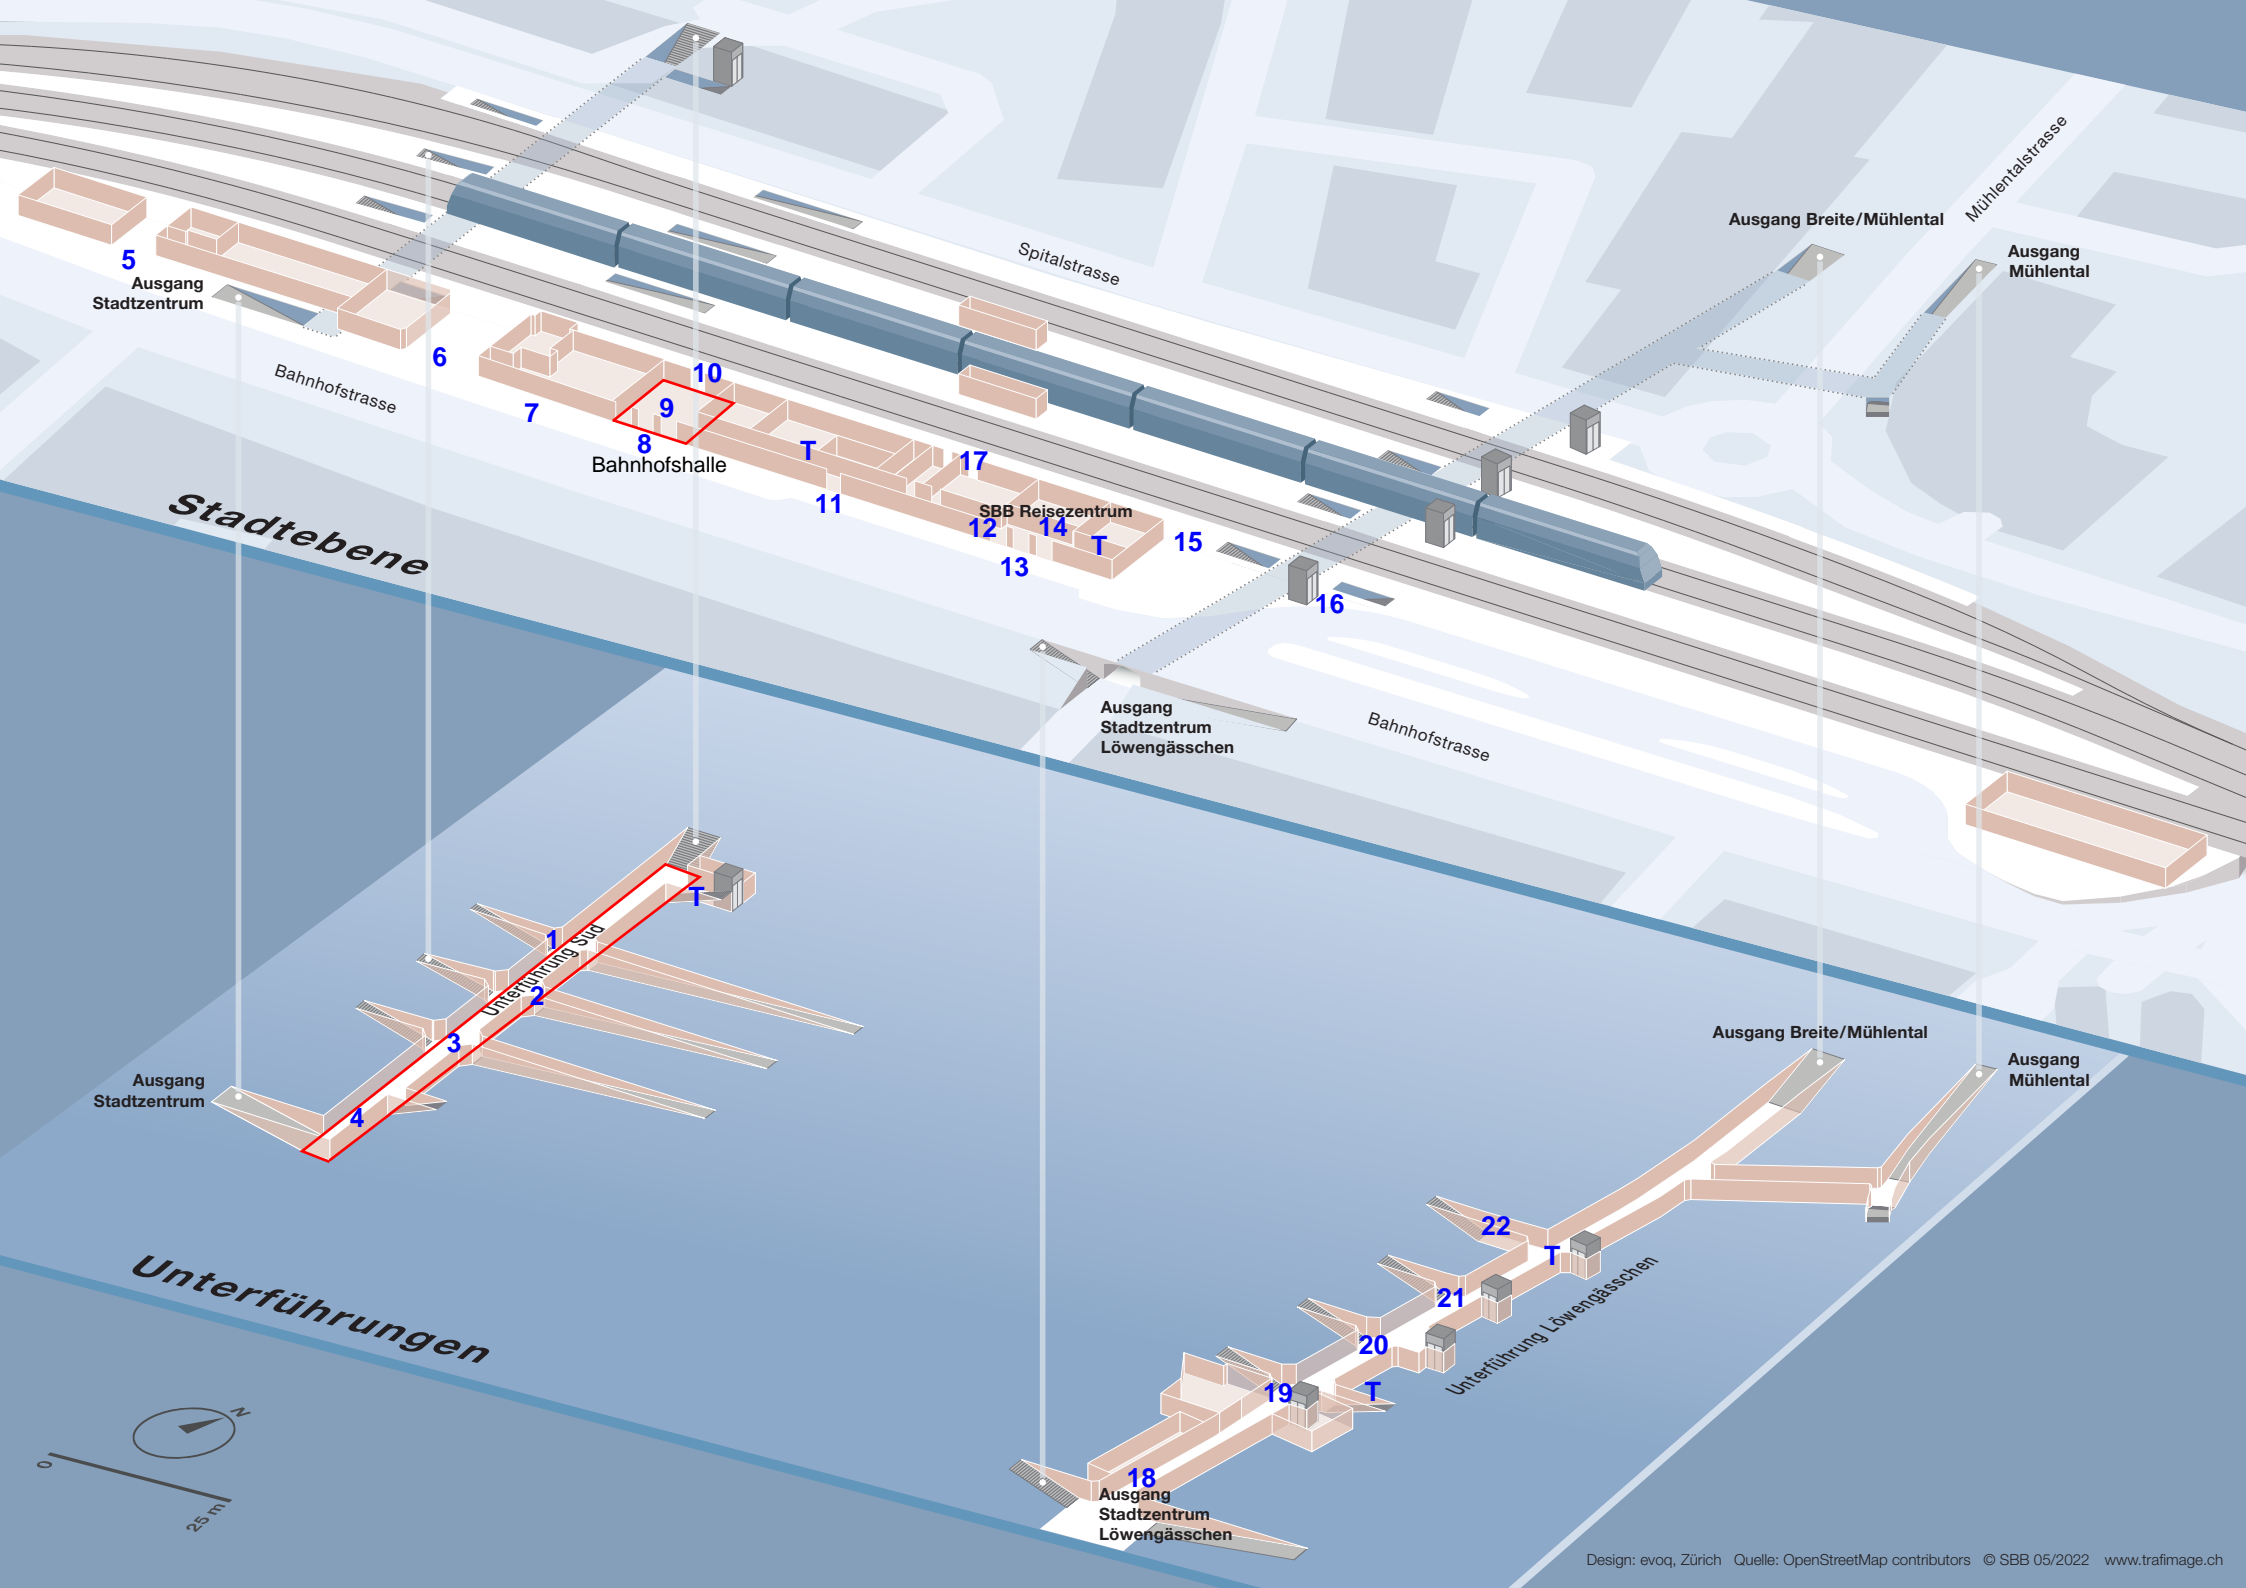 Mühlentalstrasse
Ausgang Breite/Mühlental
Ausgang
Mühlental
Spitalstrasse
5
Ausgang
Stadtzentrum
6
Bahnhofstrasse
10
9
7
8
Bahnhofshalle
T
17
11
SBB Reisezentrum
12
14
T
15
13
16
Stadtebene
Ausgang
Stadtzentrum
Löwengässchen
Bahnhofstrasse
T
1
Unterführung Süd
2
3
4
Ausgang
Stadtzentrum
Ausgang Breite/Mühlental
Ausgang
Mühlental
22
T
21
20
19
T
Unterführung Löwengässchen
18
Ausgang
Stadtzentrum
Löwengässchen
Unterführungen
N
0
25 m
Design: evoq, Zürich Quelle: OpenStreetMap contributors © SBB 05/2022 www.trafimage.ch